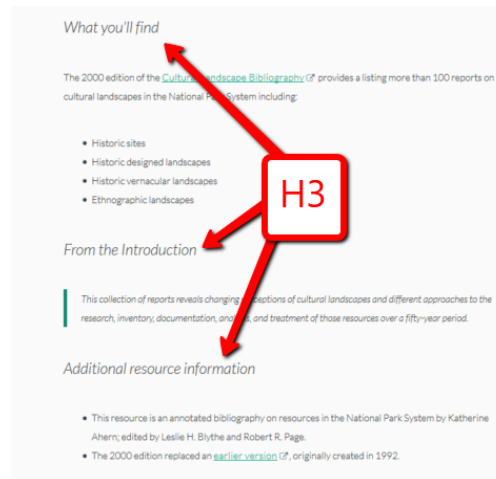 What you'll find
The 2000 edition of the Cultural Landscape Bibliography provides a listing more than 100 reports on
cultural landscapes in the National Park System including:
Historic sites
Historic designed landscapes
Historic vernacular landscapes
Ethnographic landscapes
H3
From the Introduction
This collection of reports reveals changing perceptions of cultural landscapes and different approaches to the
research, inventory, documentation, analysis, and treatment of those resources over a fifty-year period.
Additional resource information
This resource is an annotated bibliography on resources in the National Park System by Katherine
Ahern; edited by Leslie H. Blythe and Robert R. Page.
The 2000 edition replaced an earlier version, originally created in 1992.